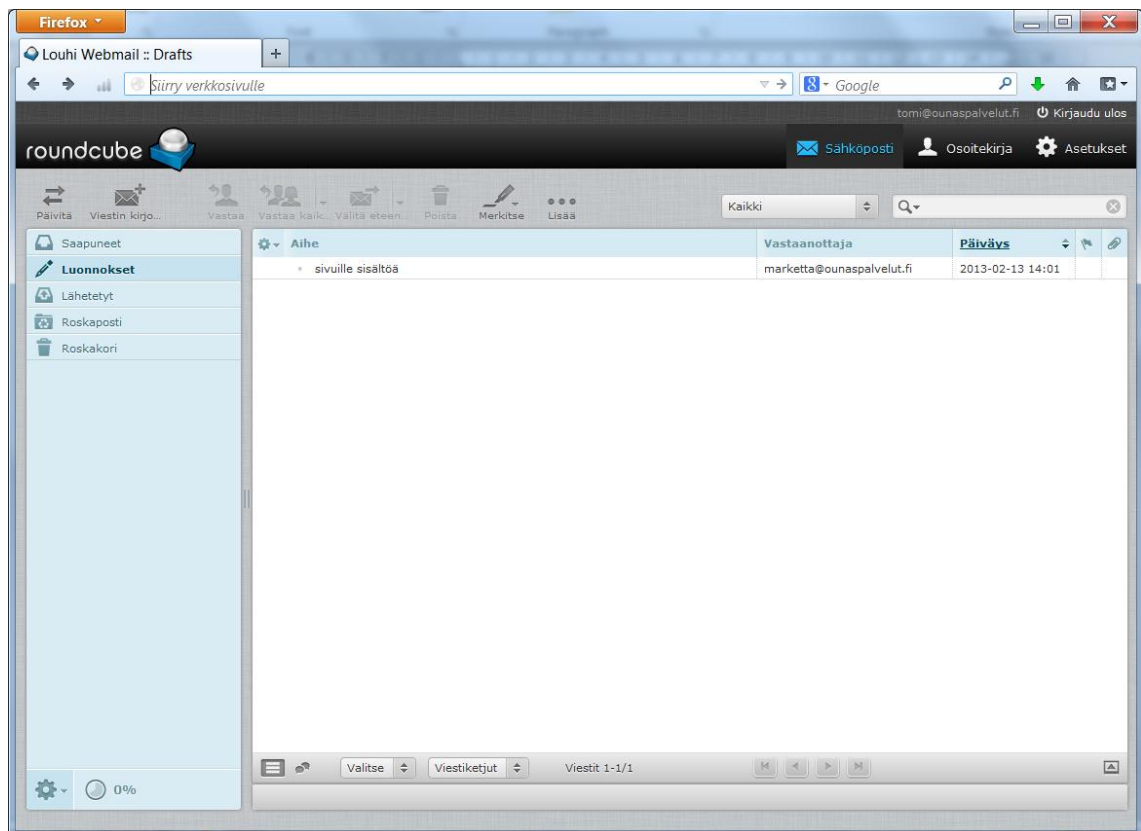 Firefox
Louhi Webmail :: Drafts
Siirry verkkosivulle
Google
tomi@ounaspalvelut.fi Kirjaudu ulos
roundcube
Sähköposti Osoitekirja Asetukset
Päivitä Viestin kirjo... Vastaa Vastaa kaik... Välitä eteen... Poista Merkitse Lisää
Kaikki
Saapuneet
Luonnokset
Lähetetyt
Roskaposti
Roskakori
Aihe Vastaanottaja Päiväys
sivuille sisältöä marketta@ounaspalvelut.fi 2013-02-13 14:01
Valitse Viestiketjut Viestit 1-1/1
0%